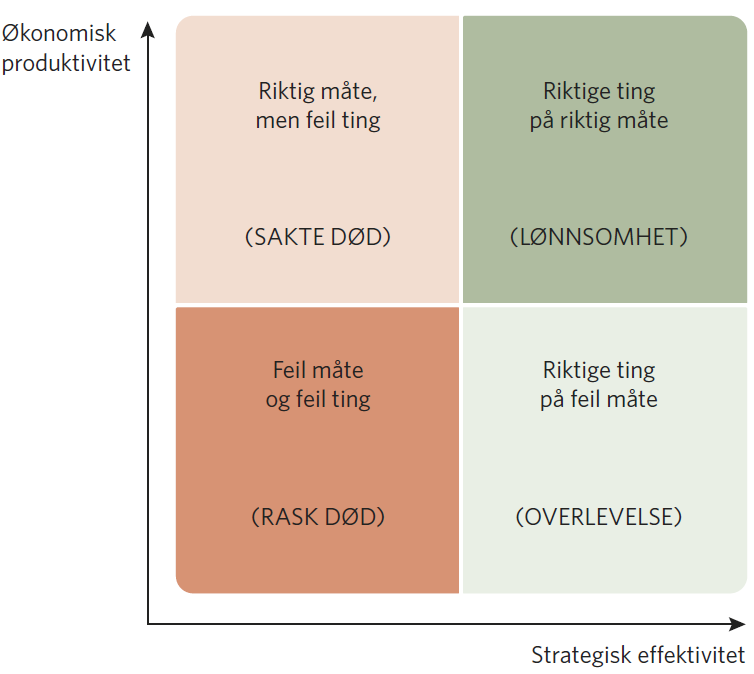 Økonomisk
produktivitet
Riktig måte,
men feil ting
(SAKTE DØD)
Riktige ting
på riktig måte
(LØNNSOMHET)
Feil måte
og feil ting
(RASK DØD)
Riktige ting
på feil måte
(OVERLEVELSE)
Strategisk effektivitet